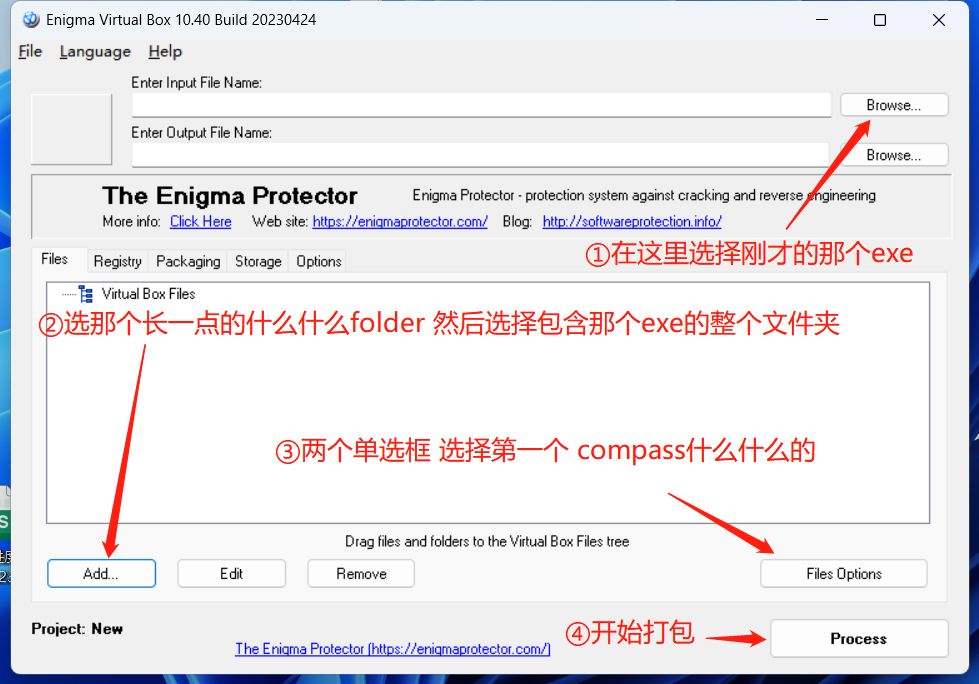 Enigma Virtual Box 10.40 Build 20230424
File Language Help
Enter Input File Name:
Browse...
Enter Output File Name:
Browse...
The Enigma Protector
Enigma Protector - protection system against cracking and reverse engineering
More info: Click Here Web site: https://enigmaprotector.com/ Blog: http://softwareprotection.info/
①在这里选择刚才的那个exe
Files Registry Packaging Storage Options
Virtual Box Files
②选那个长一点的什么什么folder 然后选择包含那个exe的整个文件夹
③两个单选框 选择第一个 compass什么什么的
Drag files and folders to the Virtual Box Files tree
Add... Edit Remove Files Options
Project: New
④开始打包
Process
The Enigma Protector [https://enigmaprotector.com/]